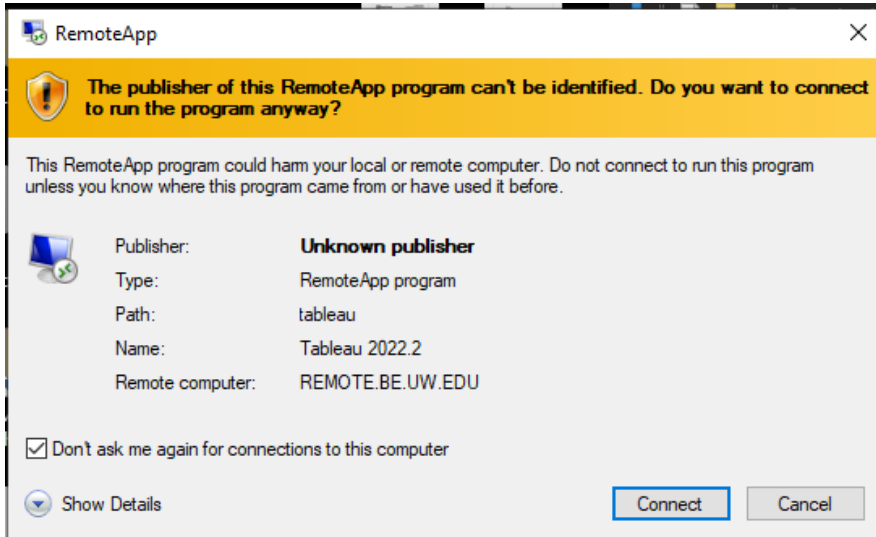 RemoteApp
The publisher of this RemoteApp program can't be identified. Do you want to connect
to run the program anyway?
This RemoteApp program could harm your local or remote computer. Do not connect to run this program
unless you know where this program came from or have used it before.
Publisher: Unknown publisher
Type: RemoteApp program
Path: tableau
Name: Tableau 2022.2
Remote computer: REMOTE.BE.UW.EDU
Don't ask me again for connections to this computer
Show Details Connect Cancel